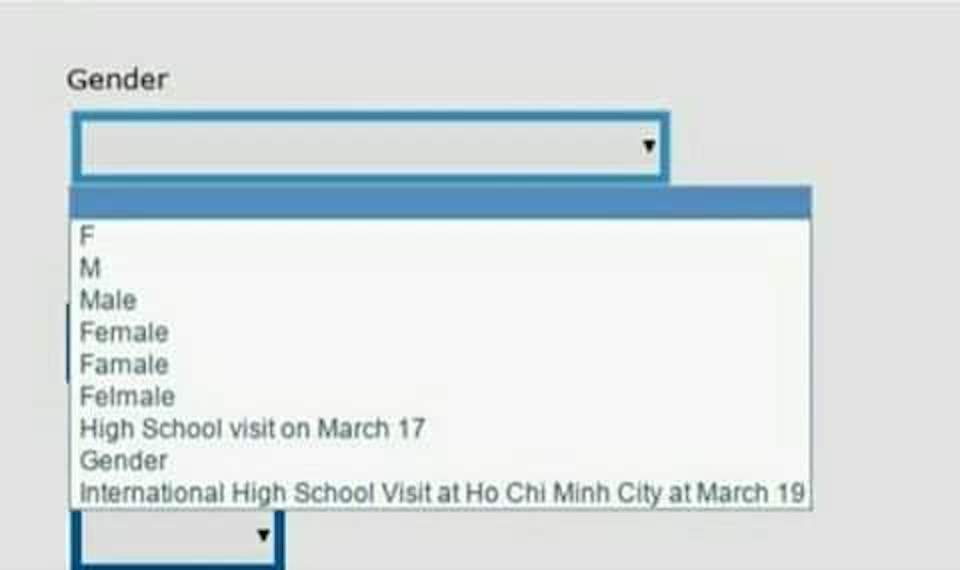 Gender
F
M
Male
Female
Famale
Felmale
High School visit on March 17
Gender
International High School Visit at Ho Chi Minh City at March 19